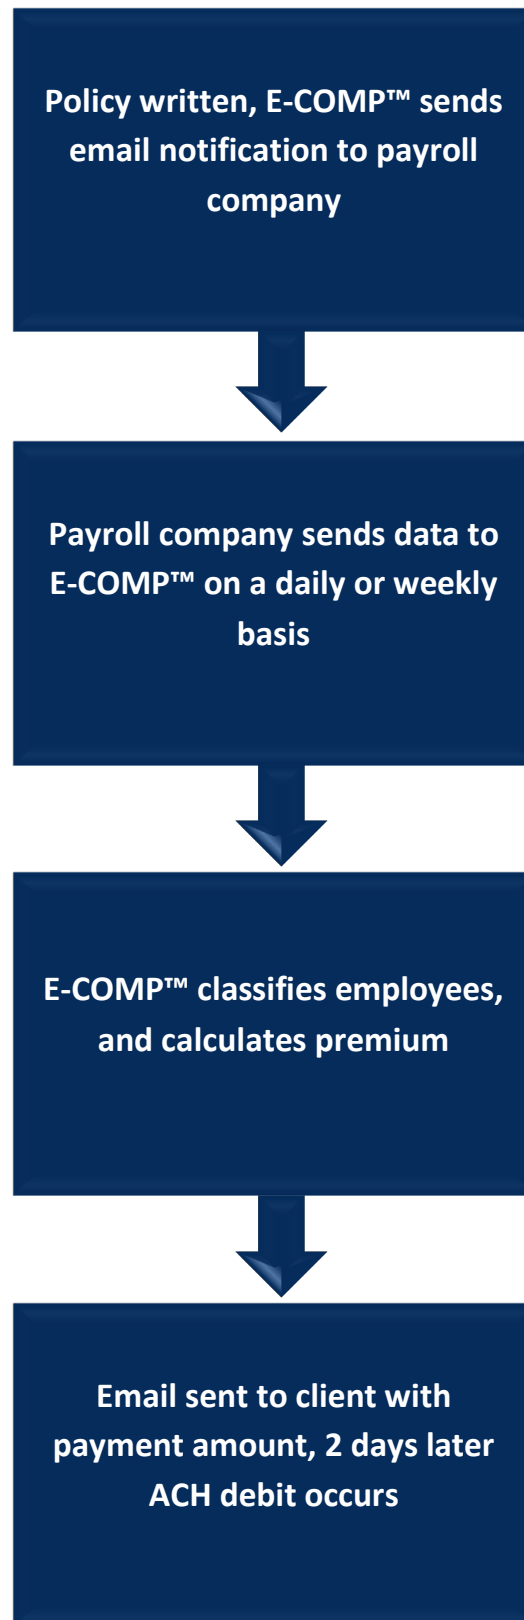 Policy written, E-COMP™ sends
email notification to payroll
company
Payroll company sends data to
E-COMP™ on a daily or weekly
basis
E-COMP™ classifies employees,
and calculates premium
Email sent to client with
payment amount, 2 days later
ACH debit occurs